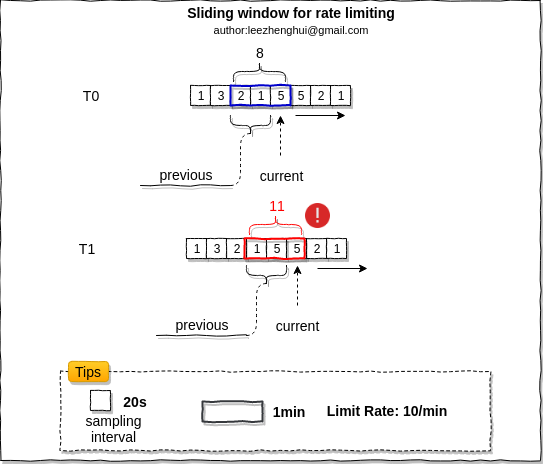 Sliding window for rate limiting
author:leezhenghui@gmail.com
8
T0
1 3 2 1 5 5 2 1
previous
current
11
!
T1
1 3 2 1 5 5 2 1
previous
current
Tips
20s
sampling
interval
1min
Limit Rate: 10/min